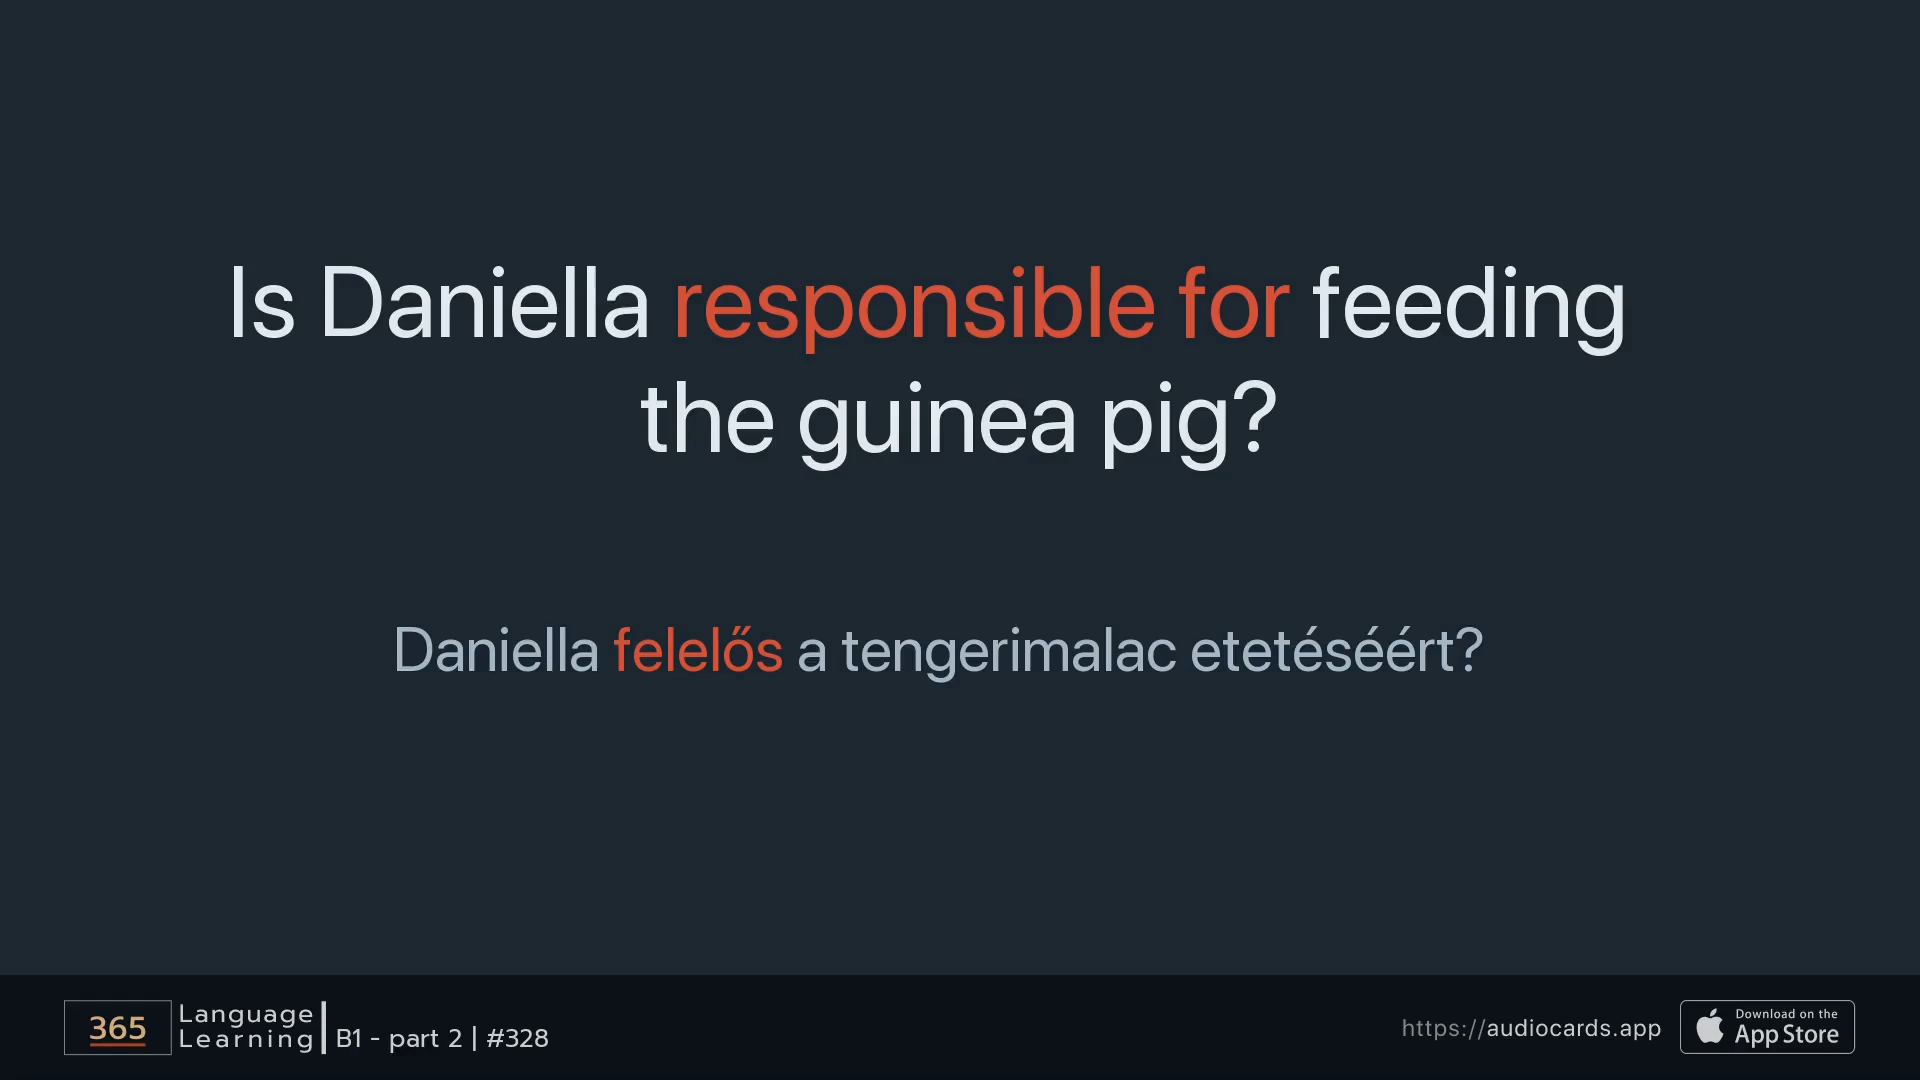 Is Daniella responsible for feeding
the guinea pig?
Daniella felelős a tengerimalac etetéséért?
365
Language
Learning
B1 - part 2 | #328
https://audiocards.app
Download on the
App Store